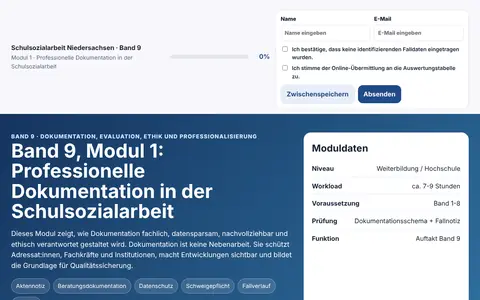 Schulsozialarbeit Niedersachsen · Band 9
Modul 1 · Professionelle Dokumentation in der
Schulsozialarbeit
0%
Name
E-Mail
Name eingeben
E-Mail eingeben
Ich bestätige, dass keine identifizierenden Falldaten eingetragen
wurden.
Ich stimme der Online-Übermittlung an die Auswertungstabelle
zu.
Zwischenspeichern
Absenden
BAND 9 · DOKUMENTATION, EVALUATION, ETHIK UND PROFESSIONALISIERUNG
Band 9, Modul 1:
Professionelle
Dokumentation in der
Schulsozialarbeit
Dieses Modul zeigt, wie Dokumentation fachlich, datensparsam, nachvollziehbar und
ethisch verantwortet gestaltet wird. Dokumentation ist keine Nebenarbeit. Sie schützt
Adressat:innen, Fachkräfte und Institutionen, macht Entwicklungen sichtbar und bildet
die Grundlage für Qualitätssicherung.
Aktennotiz
Beratungsdokumentation
Datenschutz
Schweigepflicht
Fallverlauf
Moduldaten
Niveau Weiterbildung / Hochschule
Workload ca. 7-9 Stunden
Voraussetzung Band 1-8
Prüfung Dokumentationsschema + Fallnotiz
Funktion Auftakt Band 9